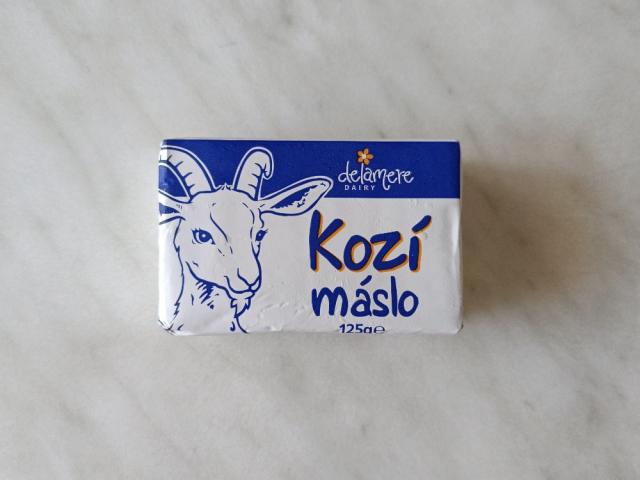 delamere
DAIRY
Kozí
máslo
125g℮